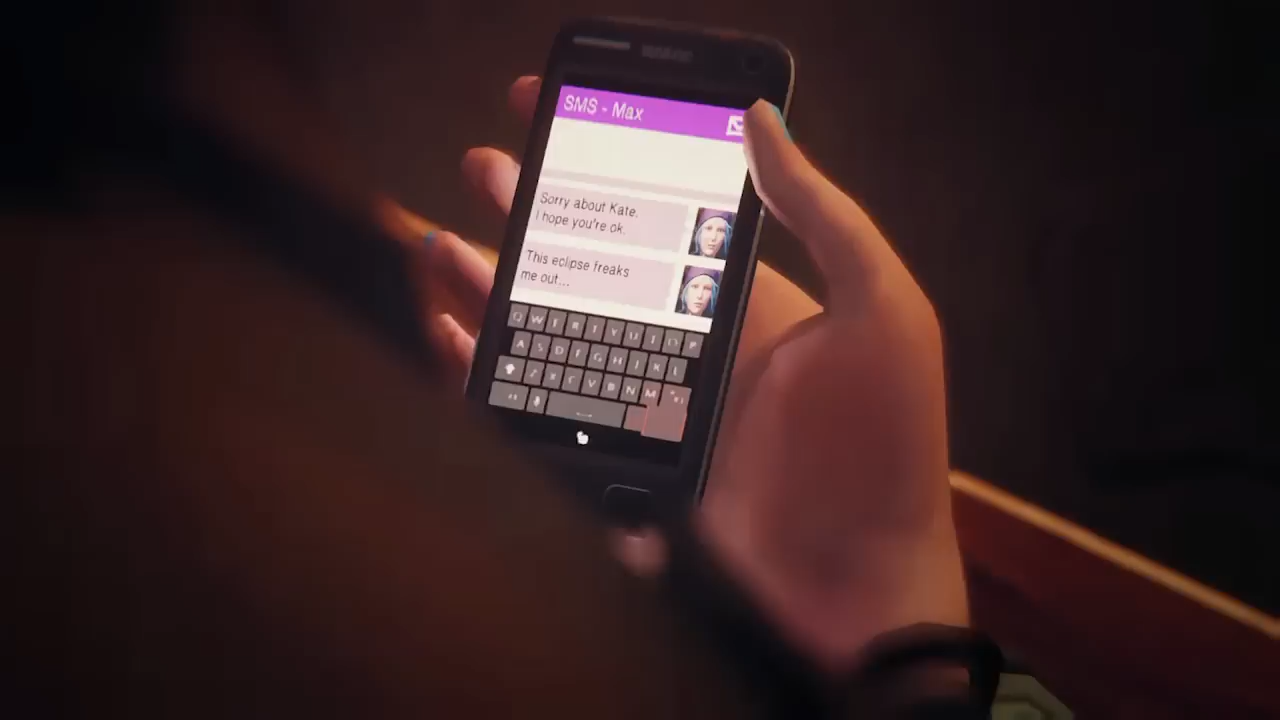 SMS - Max
Sorry about Kate.
I hope you're ok.
This eclipse freaks
me out...
Q W E R T Y U I O P
A S D F G H J K L
Z X C V B N M